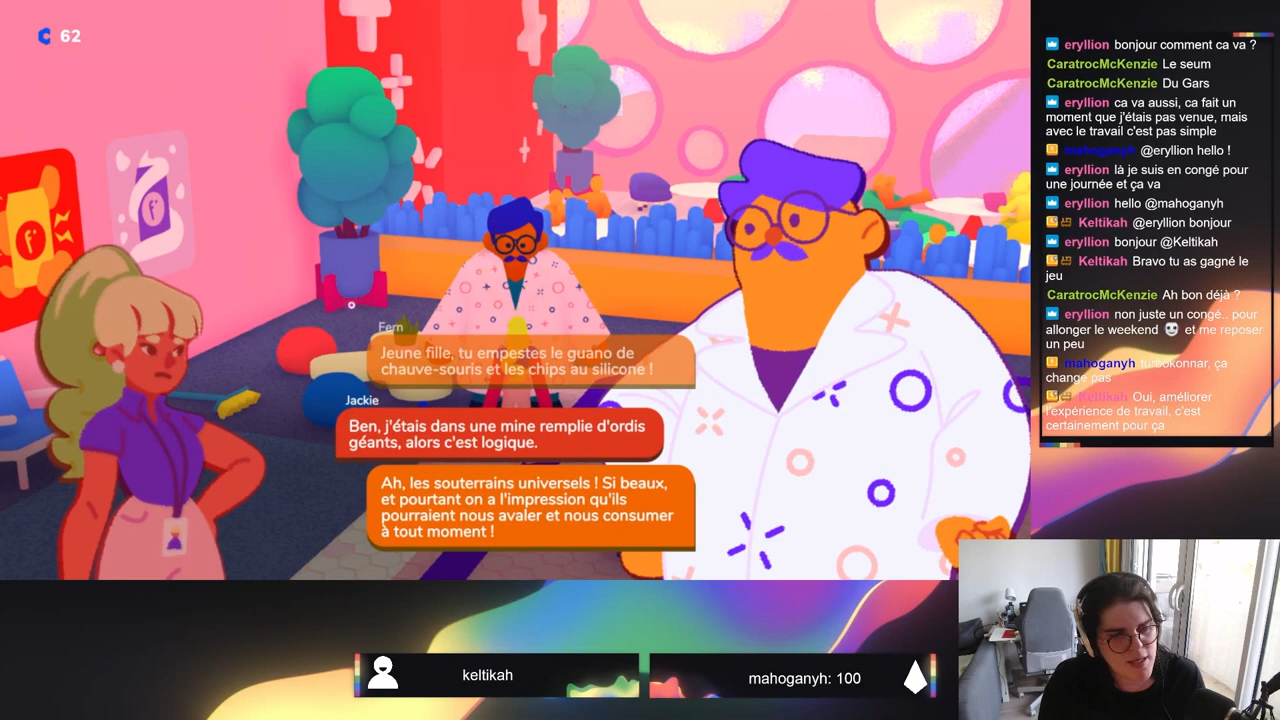 62
Fern
Jeune fille, tu empestes le guano de
chauve-souris et les chips au silicone !
Jackie
Ben, j'étais dans une mine remplie d'ordis
géants, alors c'est logique.
Ah, les souterrains universels ! Si beaux,
et pourtant on a l'impression qu'ils
pourraient nous avaler et nous consumer
à tout moment !
eryllion bonjour comment ca va ?
CaratrocMcKenzie Le seum
CaratrocMcKenzie Du Gars
eryllion ca va aussi, ca fait un
moment que j'étais pas venue, mais
avec le travail c'est pas simple
mahoganyh @eryllion hello !
eryllion là je suis en congé pour
une journée et ça va
eryllion hello @mahoganyh
Keltikah @eryllion bonjour
eryllion bonjour @Keltikah
Keltikah Bravo tu as gagné le
jeu
CaratrocMcKenzie Ah bon déjà ?
eryllion non juste un congé.. pour
allonger le weekend 💀 et me reposer
un peu
mahoganyh ça
change pas
Keltikah Oui, améliorer
l'expérience de travail, c'est
certainement pour ça
keltikah
mahoganyh: 100